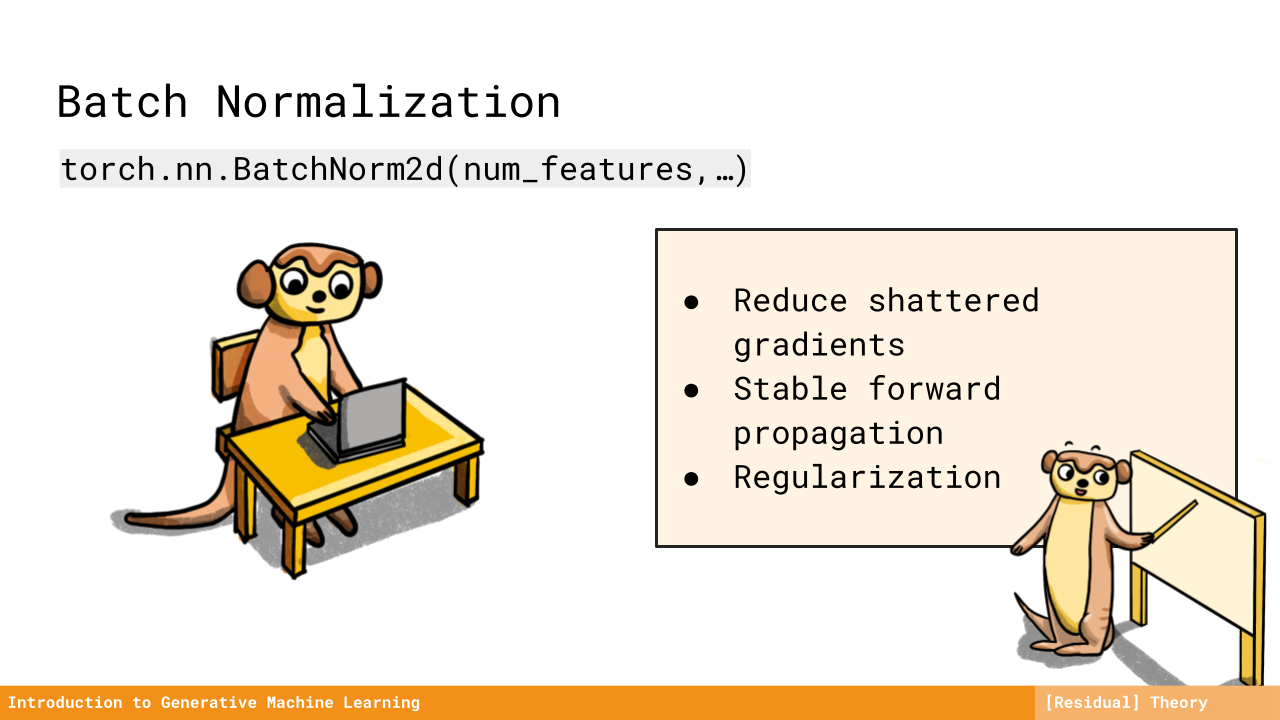 Batch Normalization
torch.nn.BatchNorm2d(num_features,…)
● Reduce shattered
gradients
● Stable forward
propagation
● Regularization
Introduction to Generative Machine Learning
[Residual] Theory